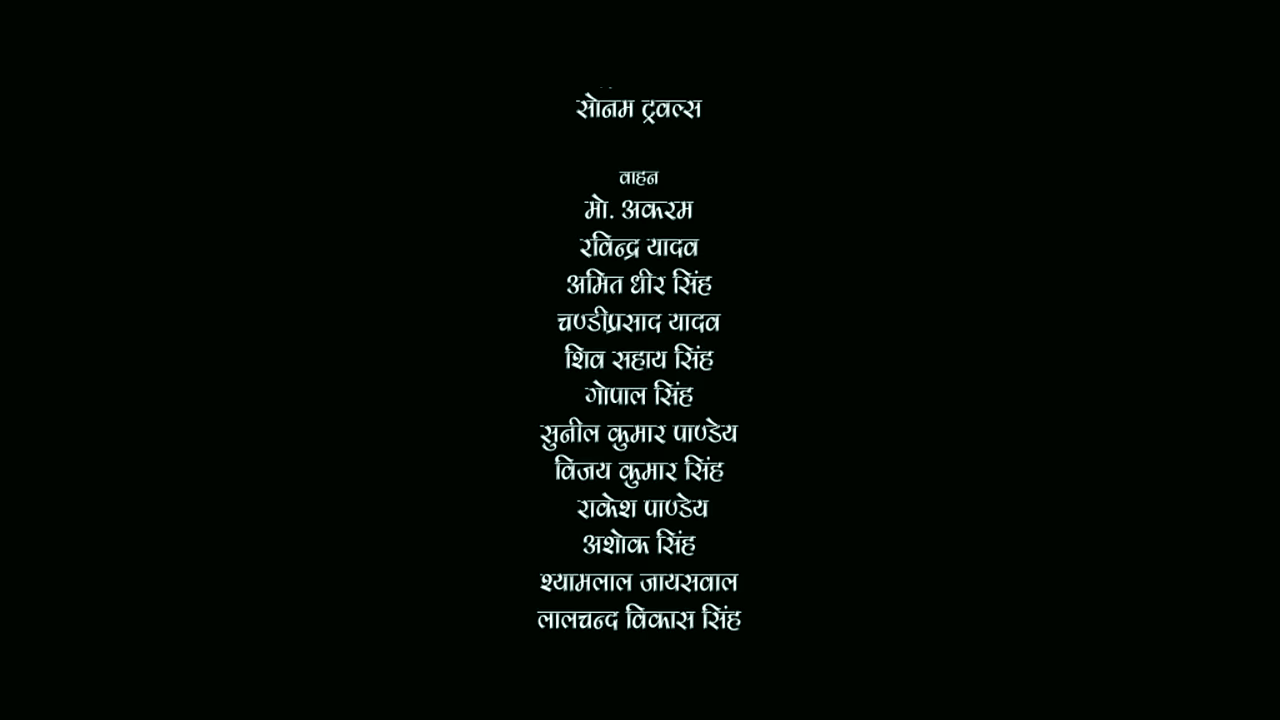 सोनम ट्रवल्स
वाहन
मो. अकरम
रविन्द्र यादव
अमित धीर सिंह
चण्डीप्रसाद यादव
शिव सहाय सिंह
गोपाल सिंह
सुनील कुमार पाण्डेय
विजय कुमार सिंह
राकेश पाण्डेय
अशोक सिंह
श्यामलाल जायसवाल
लालचन्द विकास सिंह